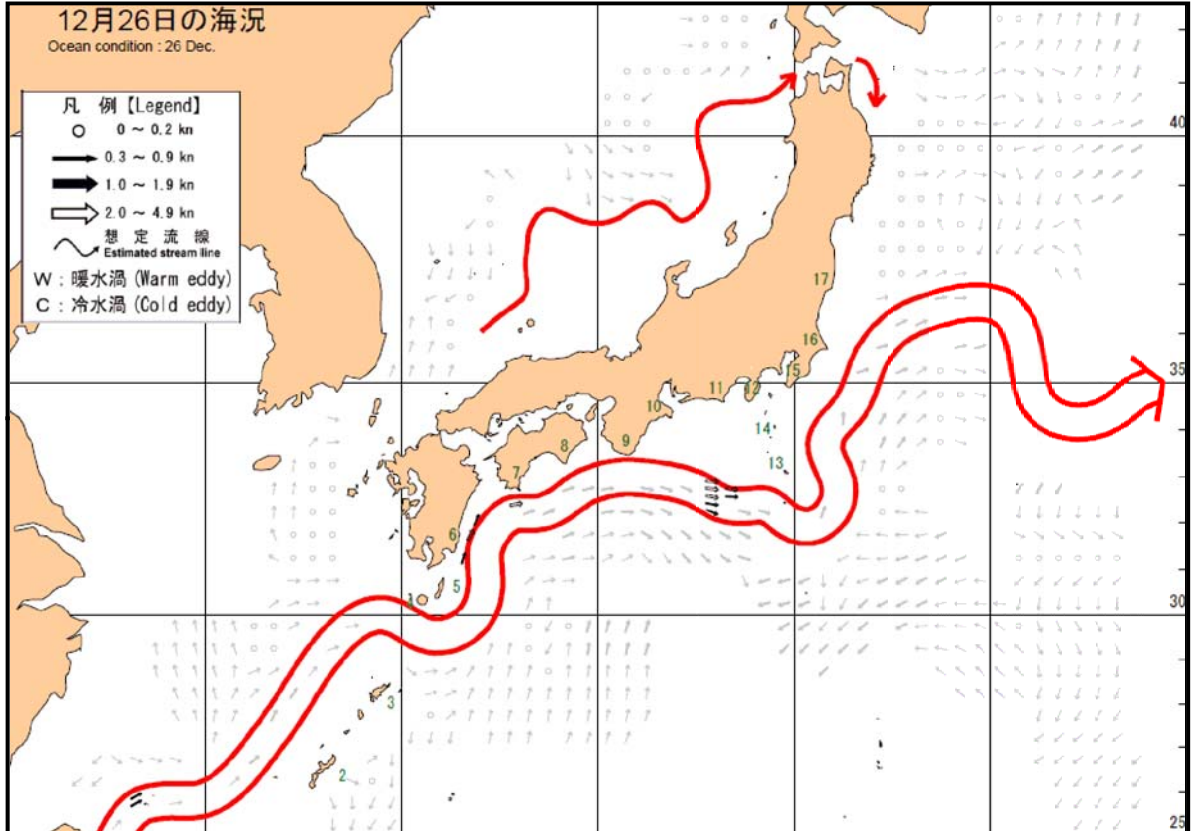 12月26日の海況
Ocean condition : 26 Dec.
凡 例【Legend】
0 ~ 0.2 kn
0.3 ~ 0.9 kn
1.0 ~ 1.9 kn
2.0 ~ 4.9 kn
想 定 流 線
Estimated stream line
W : 暖水渦 (Warm eddy)
C : 冷水渦 (Cold eddy)
40
17
16
35
15
12
11
10
14
9
8
13
7
6
5
30
3
2
25